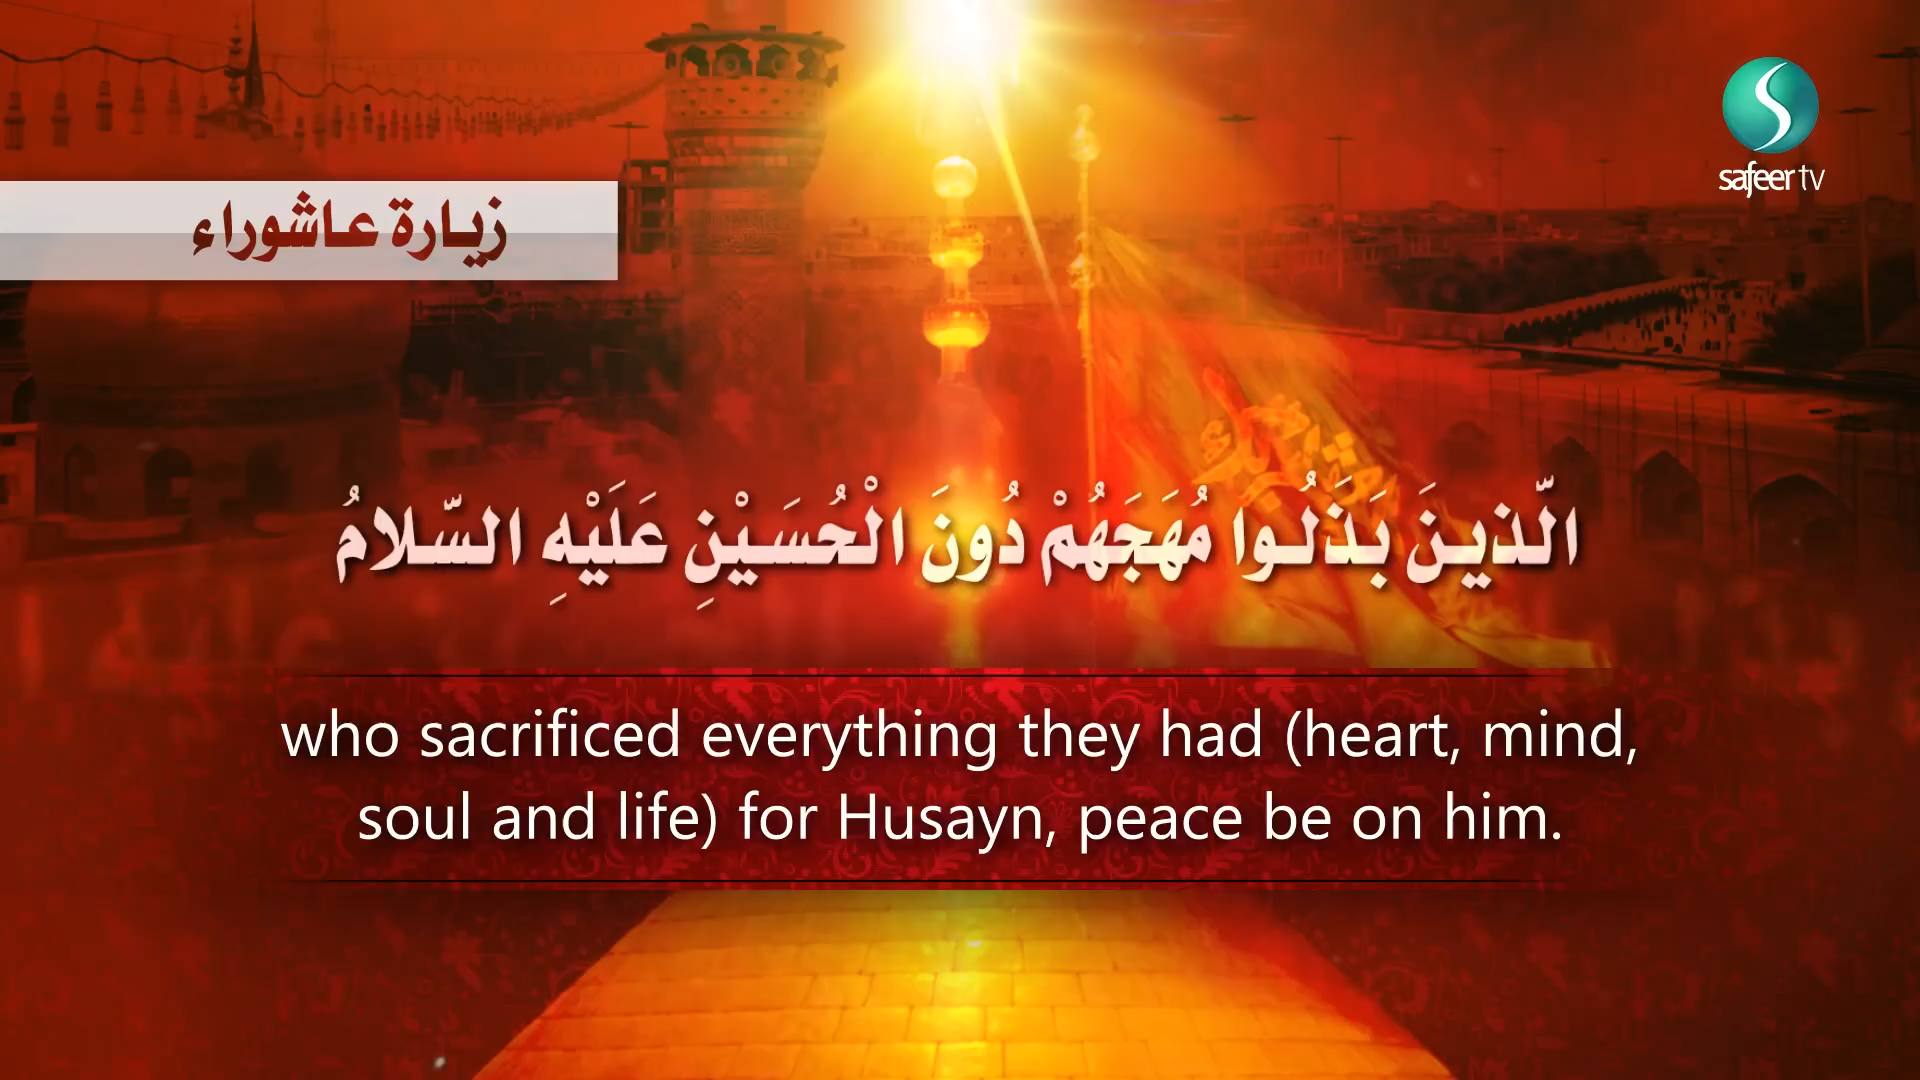 safeer tv
زيارة عاشوراء
الّذينَ بَذَلُوا مُهَجَهُمْ دُونَ الْحُسَيْنِ عَلَيْهِ السّلامُ
who sacrificed everything they had (heart, mind,
soul and life) for Husayn, peace be on him.